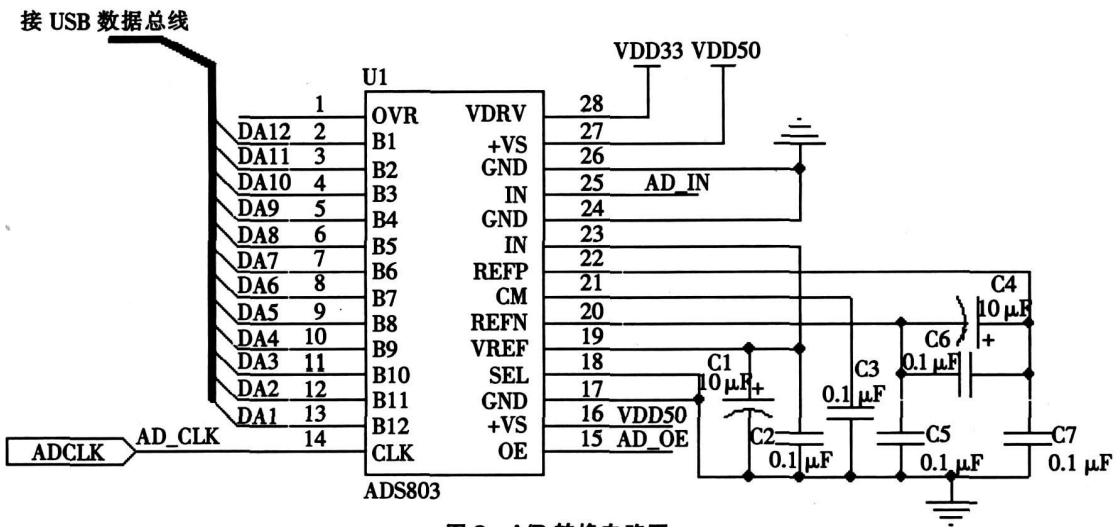 接 USB 数据总线
VDD33 VDD50
U1
1 OVR VDRV 28
DA12 2 B1 +VS 27
DA11 3 B2 GND 26
DA10 4 B3 IN 25 AD_IN
DA9 5 B4 GND 24
DA8 6 B5 IN 23
DA7 7 B6 REFP 22
DA6 8 B7 CM 21
DA5 9 B8 REFN 20
DA4 10 B9 VREF 19
DA3 11 B10 SEL 18
DA2 12 B11 GND 17
DA1 13 B12 +VS 16 VDD50
14 CLK OE 15 AD_OE
ADCLK AD_CLK
ADS803
C1
10 μF +
C2
0.1 μF
C3
0.1 μF
C4
10 μF
+
C6
0.1 μF
C5
0.1 μF
C7
0.1 μF